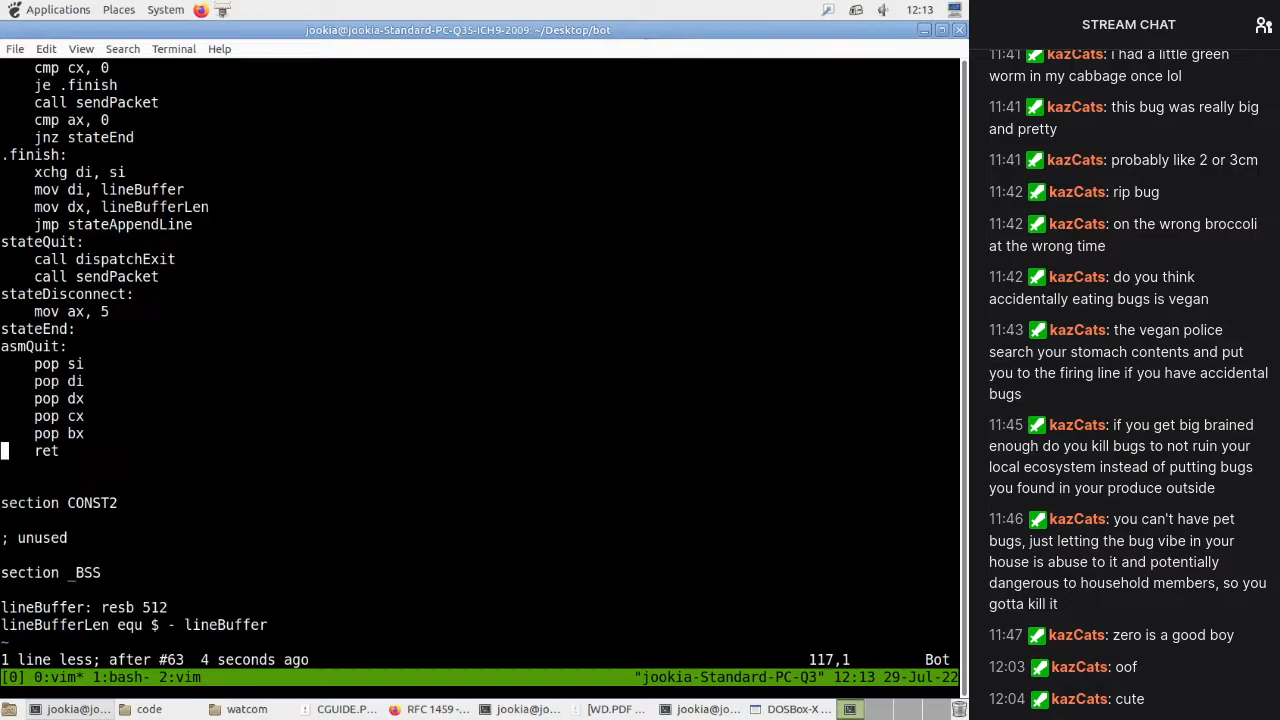 Applications Places System 12:13
jookia@jookia-Standard-PC-Q35-ICH9-2009: ~/Desktop/bot
File Edit View Search Terminal Help
cmp cx, 0
je .finish
call sendPacket
cmp ax, 0
jnz stateEnd
.finish:
xchg di, si
mov di, lineBuffer
mov dx, lineBufferLen
jmp stateAppendLine
stateQuit:
call dispatchExit
call sendPacket
stateDisconnect:
mov ax, 5
stateEnd:
asmQuit:
pop si
pop di
pop dx
pop cx
pop bx
ret
section CONST2
; unused
section _BSS
lineBuffer: resb 512
lineBufferLen equ $ - lineBuffer
~
1 line less; after #63 4 seconds ago 117,1 Bot
[0] 0:vim* 1:bash- 2:vim "jookia-Standard-PC-Q3" 12:13 29-Jul-22
jookia@jo... code watcom CGUIDE.P... RFC 1459 -... jookia@jo... [WD.PDF ... jookia@jo... DOSBox-X ...
STREAM CHAT
11:41 kazCats: i had a little green
worm in my cabbage once lol
11:41 kazCats: this bug was really big
and pretty
11:41 kazCats: probably like 2 or 3cm
11:42 kazCats: rip bug
11:42 kazCats: on the wrong broccoli
at the wrong time
11:42 kazCats: do you think
accidentally eating bugs is vegan
11:43 kazCats: the vegan police
search your stomach contents and put
you to the firing line if you have accidental
bugs
11:45 kazCats: if you get big brained
enough do you kill bugs to not ruin your
local ecosystem instead of putting bugs
you found in your produce outside
11:46 kazCats: you can't have pet
bugs, just letting the bug vibe in your
house is abuse to it and potentially
dangerous to household members, so you
gotta kill it
11:47 kazCats: zero is a good boy
12:03 kazCats: oof
12:04 kazCats: cute